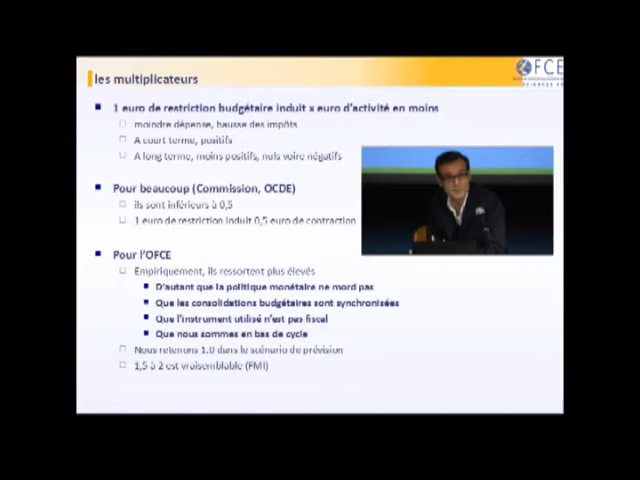 les multiplicateurs
OFCE
SCIENCES PO
1 euro de restriction budgétaire induit x euro d'activité en moins
moindre dépense, hausse des impôts
A court terme, positifs
A long terme, moins positifs, nuls voire négatifs
Pour beaucoup (Commission, OCDE)
ils sont inférieurs à 0,5
1 euro de restriction induit 0,5 euro de contraction
Pour l'OFCE
Empiriquement, ils ressortent plus élevés
D'autant que la politique monétaire ne mord pas
Que les consolidations budgétaires sont synchronisées
Que l'instrument utilisé n'est pas fiscal
Que nous sommes en bas de cycle
Nous retenons 1.0 dans le scénario de prévision
1,5 à 2 est vraisemblable (FMI)